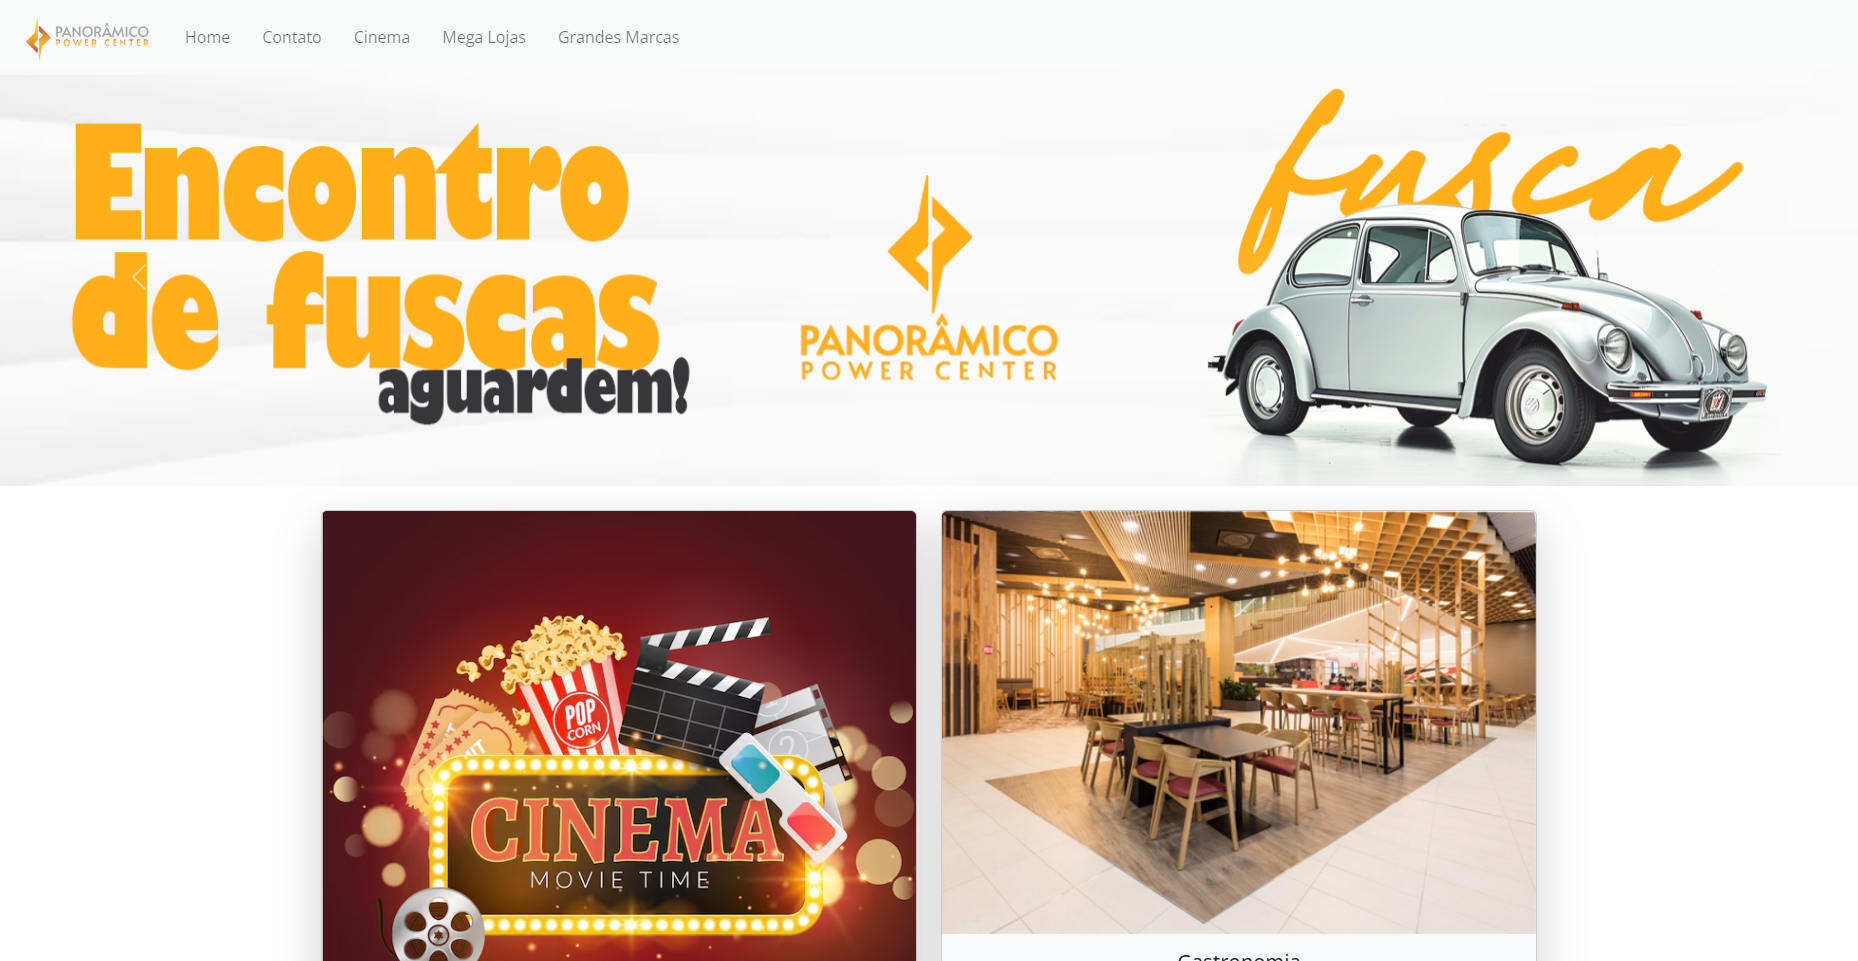 PANORÂMICO
POWER CENTER
Home
Contato
Cinema
Mega Lojas
Grandes Marcas
Encontro
de fuscas
aguardem!
PANORÂMICO
POWER CENTER
fusca
POP
CORN
2
CINEMA
MOVIE TIME
Gastronomia